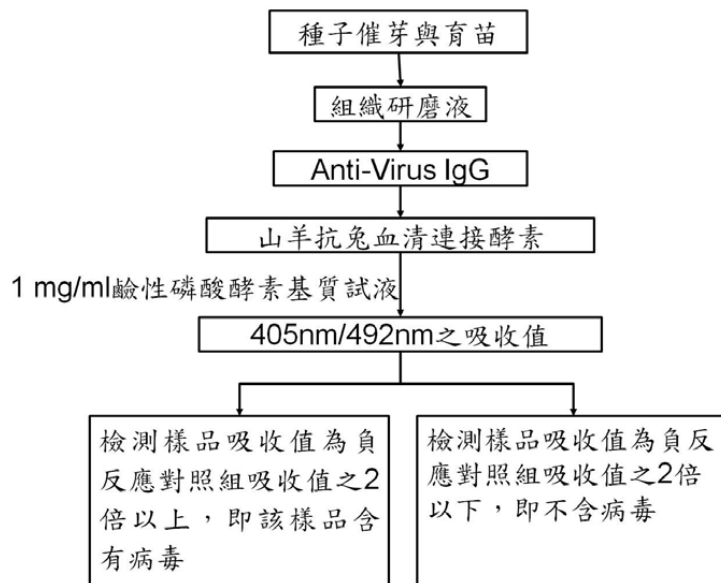 種子催芽與育苗
組織研磨液
Anti-Virus IgG
山羊抗兔血清連接酵素
1 mg/ml鹼性磷酸酵素基質試液
405nm/492nm之吸收值
檢測樣品吸收值為負
反應對照組吸收值之2
倍以上，即該樣品含
有病毒
檢測樣品吸收值為負反
應對照組吸收值之2倍
以下，即不含病毒